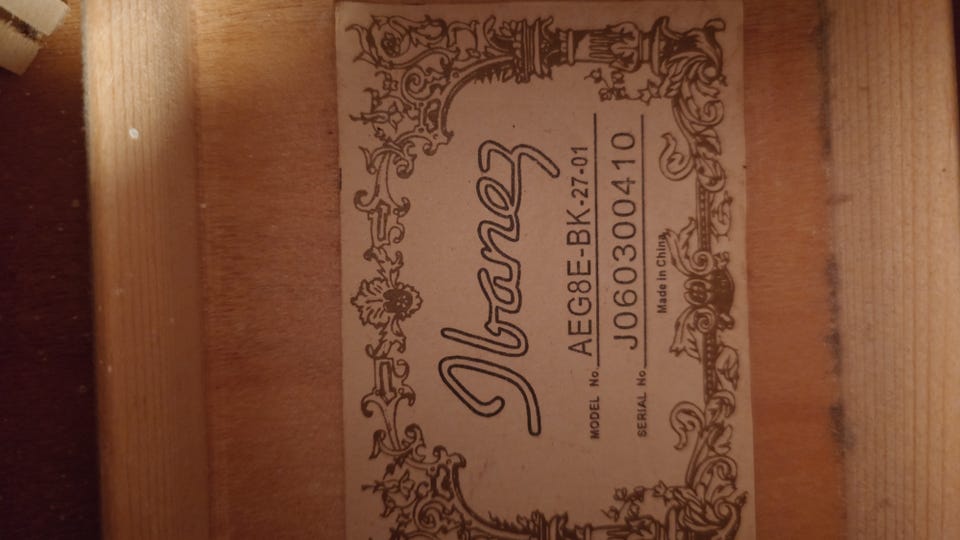 Ibanez
MODEL No. AEG8E-BK-27-01
SERIAL No. J060300410
Made in China